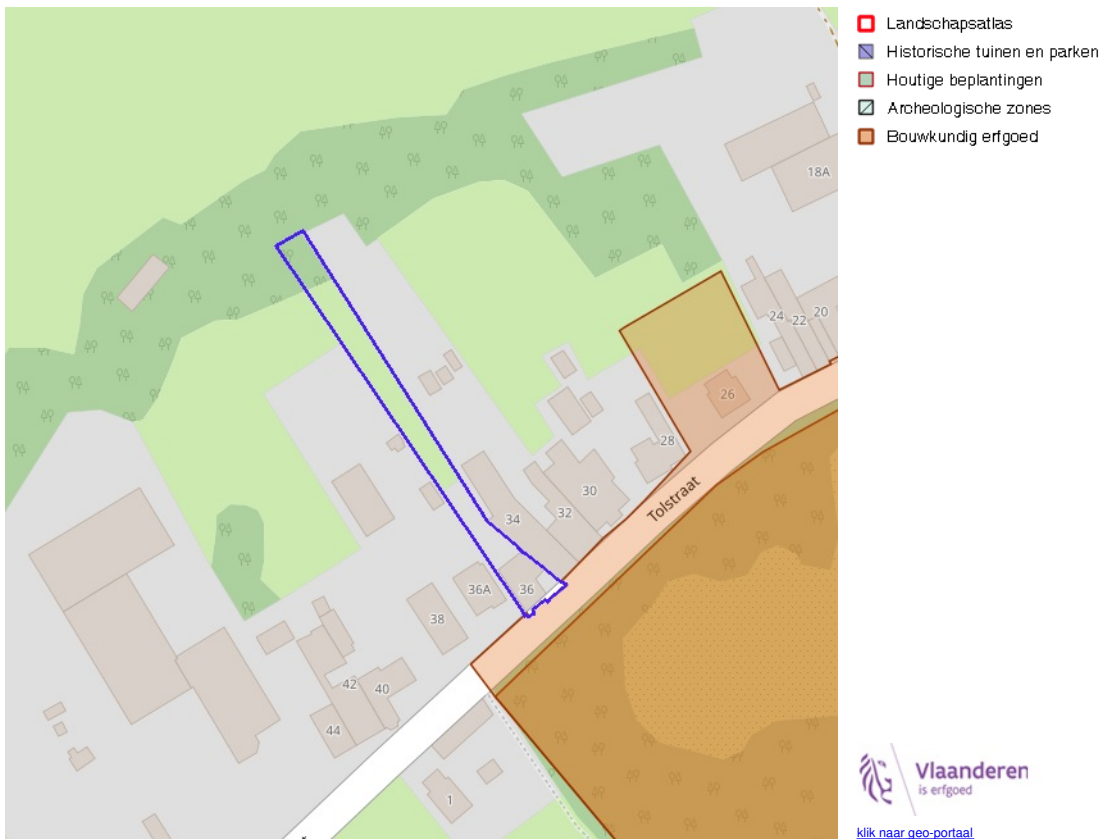 Landschapsatlas
Historische tuinen en parken
Houtige beplantingen
Archeologische zones
Bouwkundig erfgoed
18A
24
22
20
26
28
Tolstraat
30
32
34
36
36A
38
42
40
44
1
Vlaanderen
is erfgoed
klik naar geo-portaal